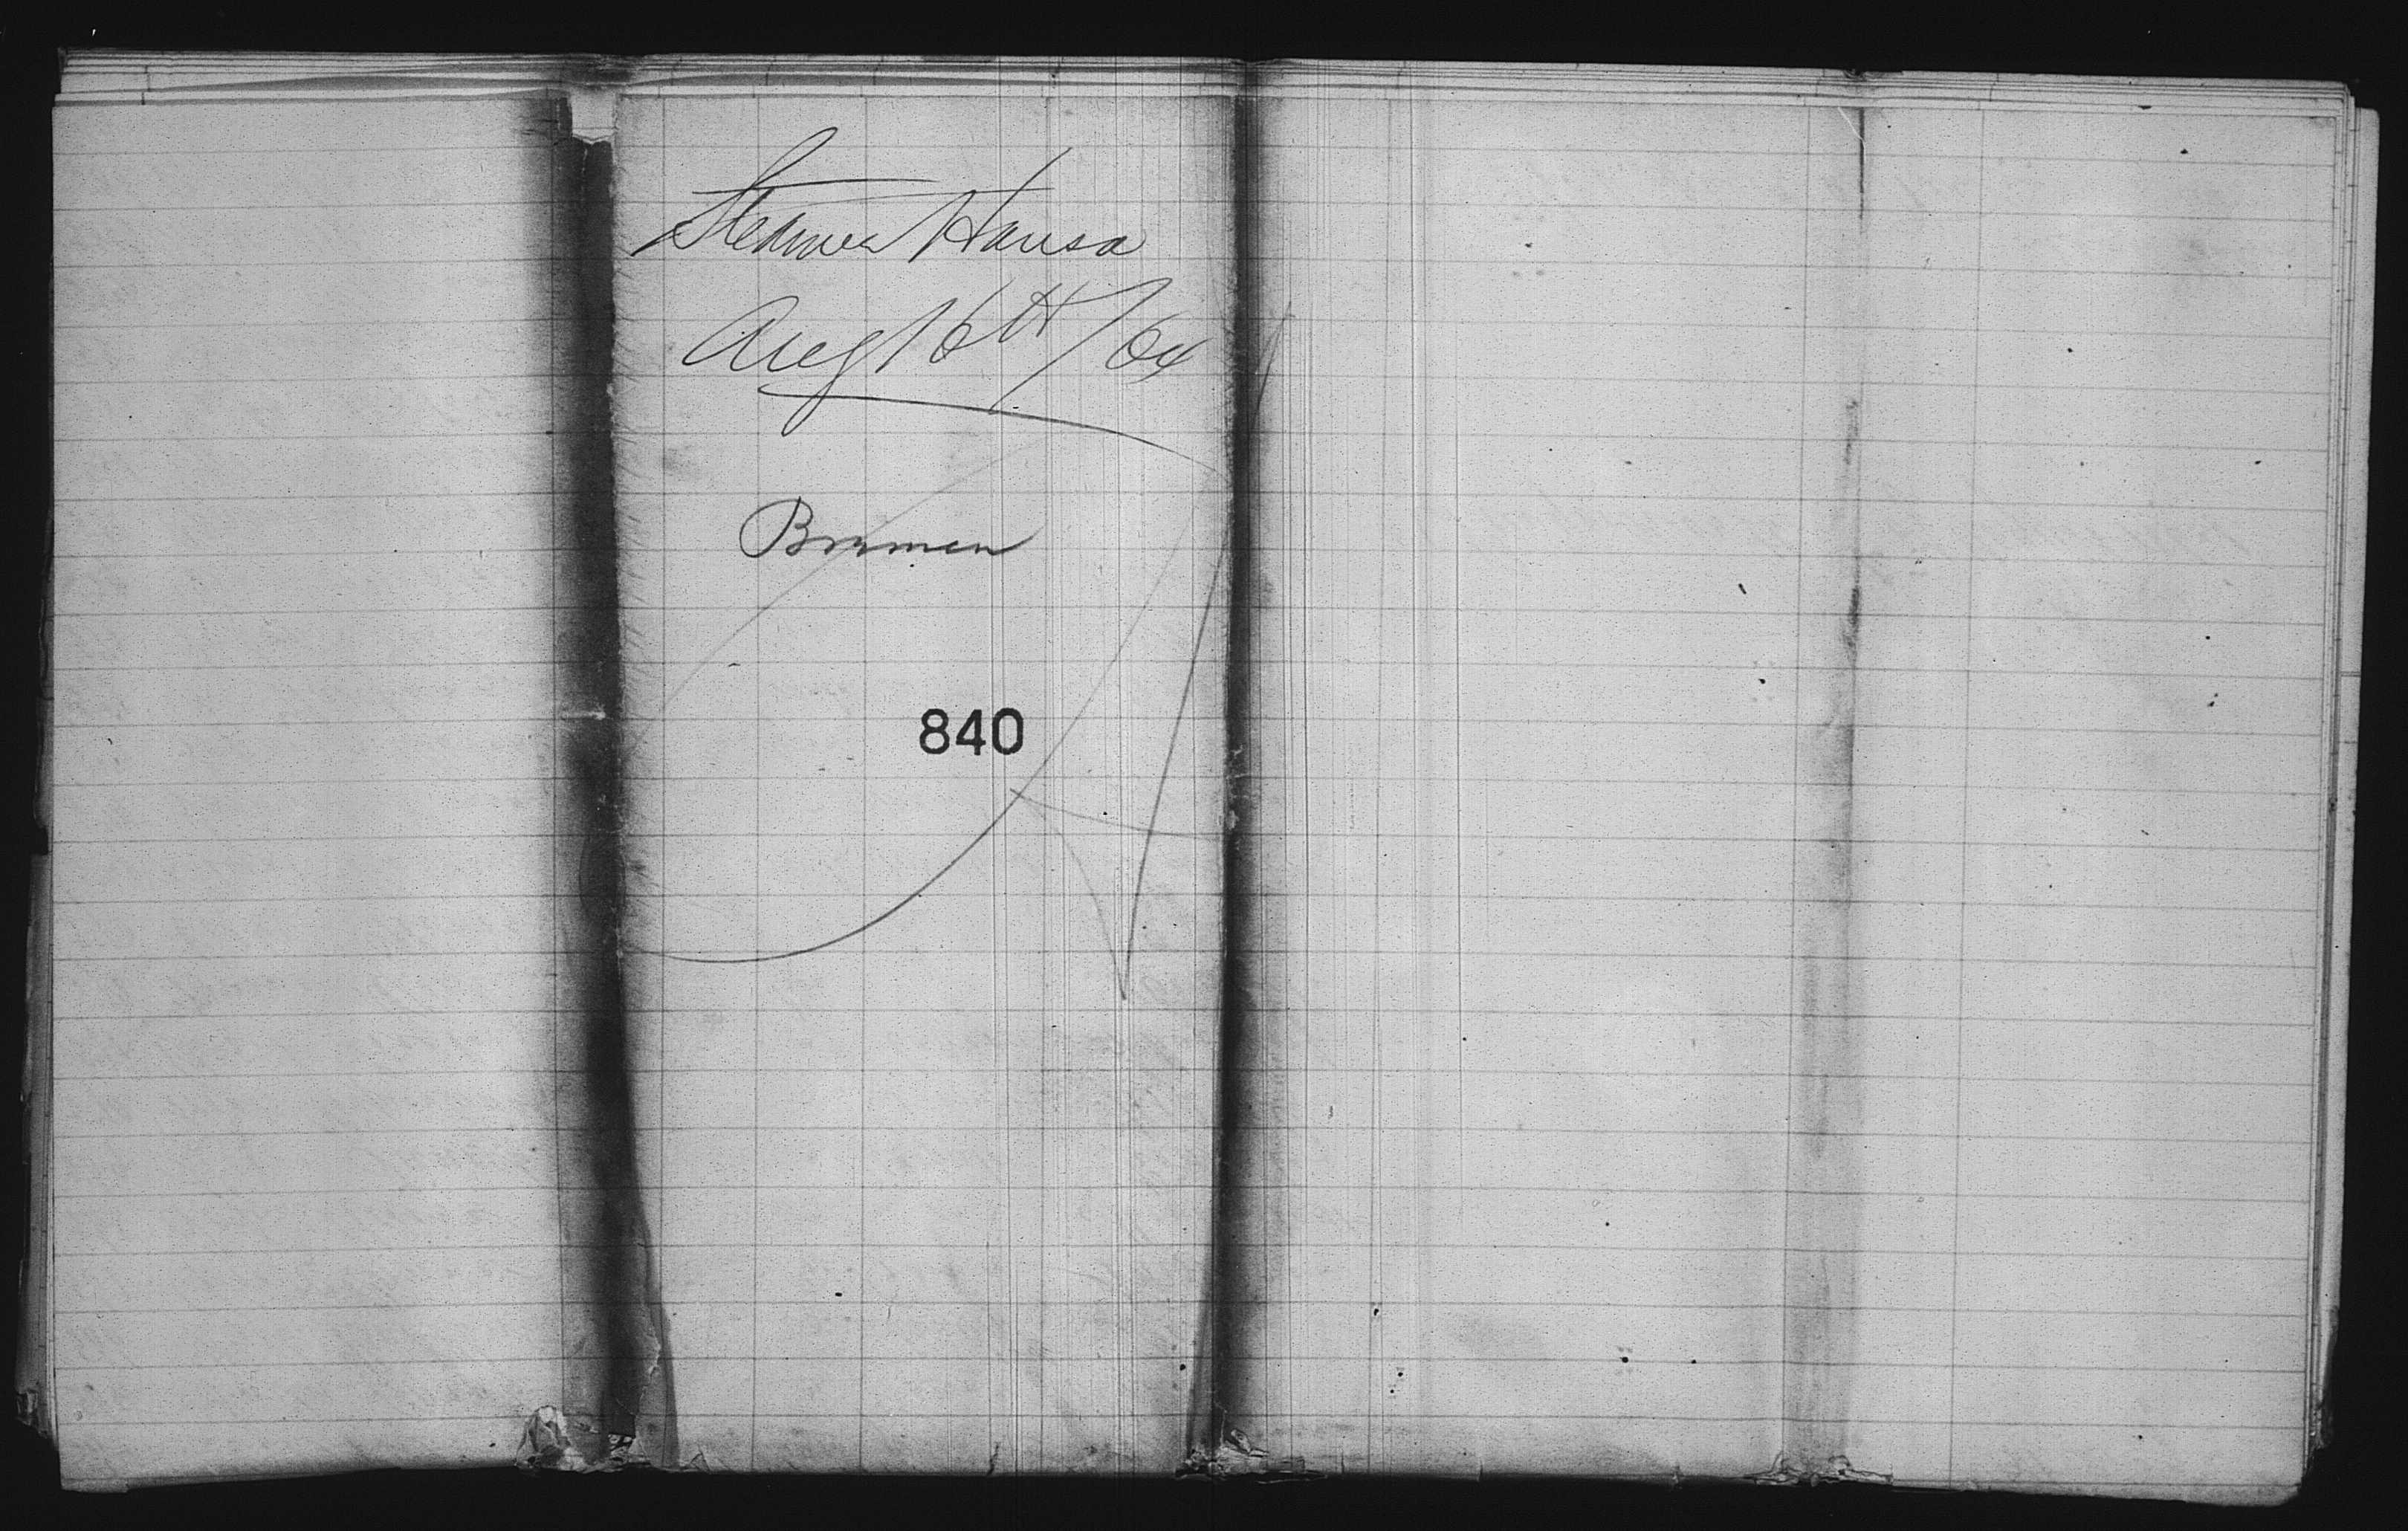 Steamer Hansa
Aug 16th /64
Bremen
840